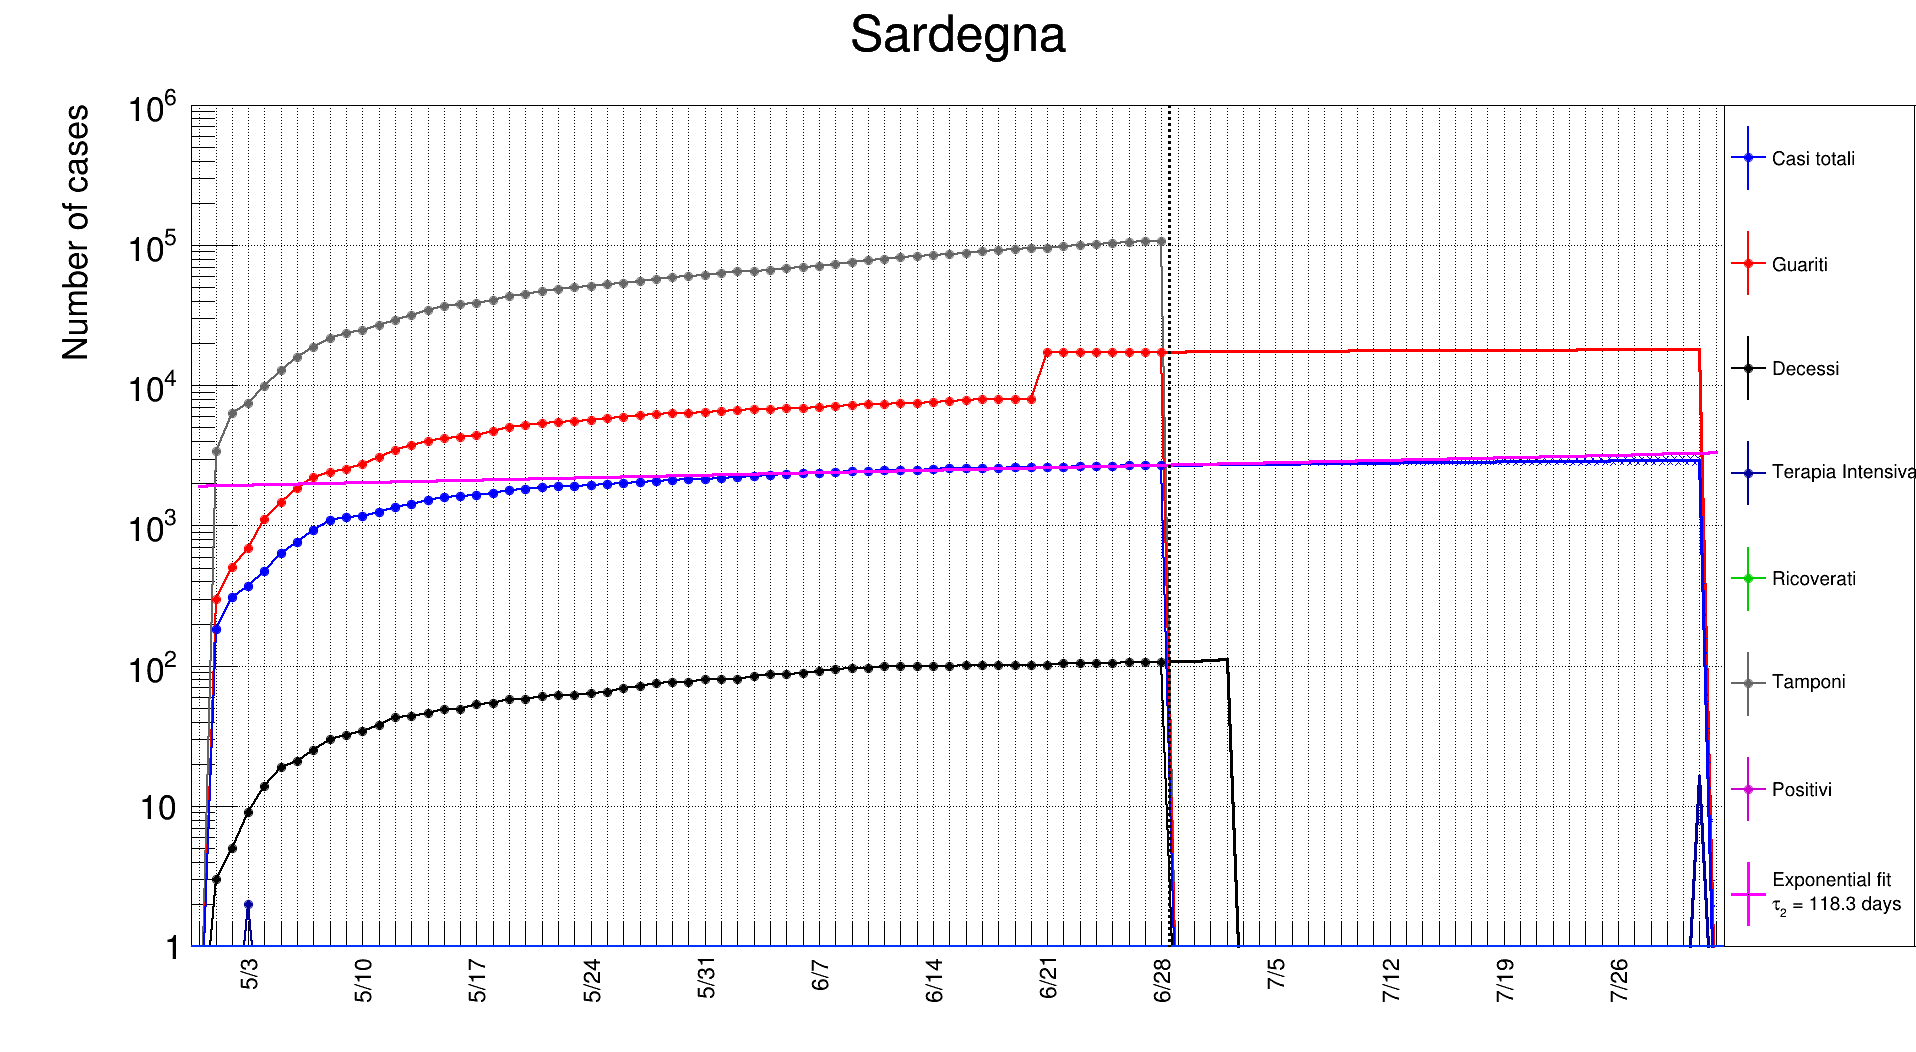 Sardegna
Number of cases
10^6
10^5
10^4
10^3
10^2
10
1
5/3
5/10
5/17
5/24
5/31
6/7
6/14
6/21
6/28
7/5
7/12
7/19
7/26
Casi totali
Guariti
Decessi
Terapia Intensiva
Ricoverati
Tamponi
Positivi
Exponential fit
τ₂ = 118.3 days